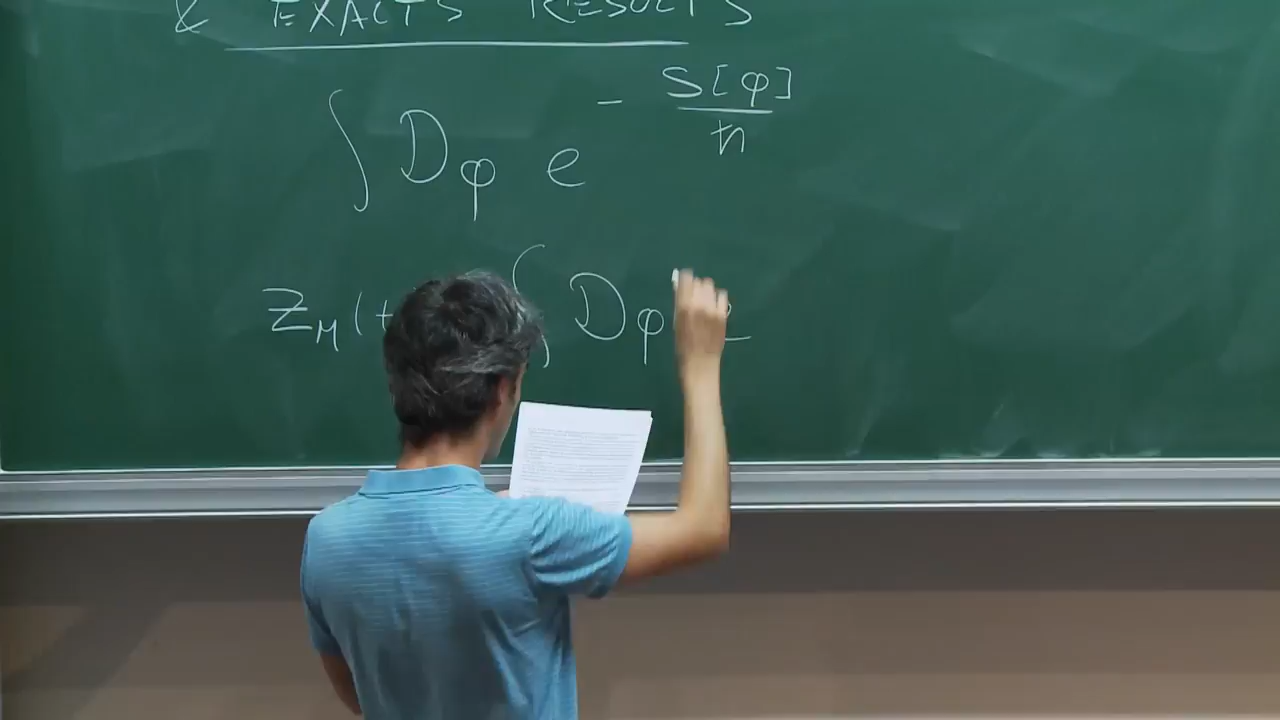 & EXACTS RESULTS
∫ Dφ e^{- S[φ]/ℏ}
Z_M(t ∫ Dφ e